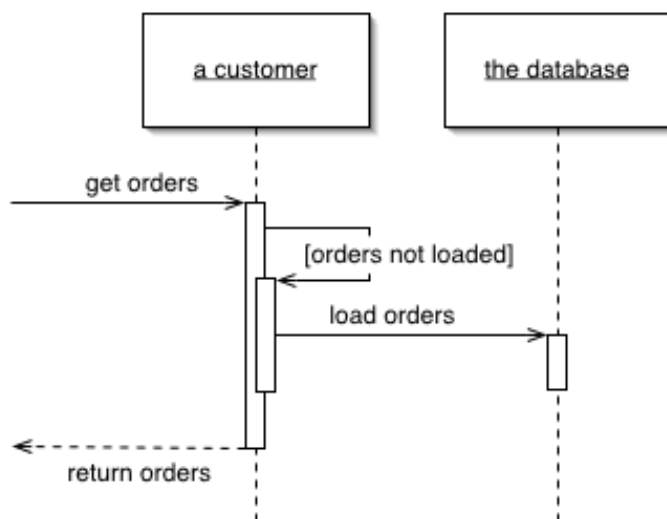 a customer
the database
get orders
[orders not loaded]
load orders
return orders